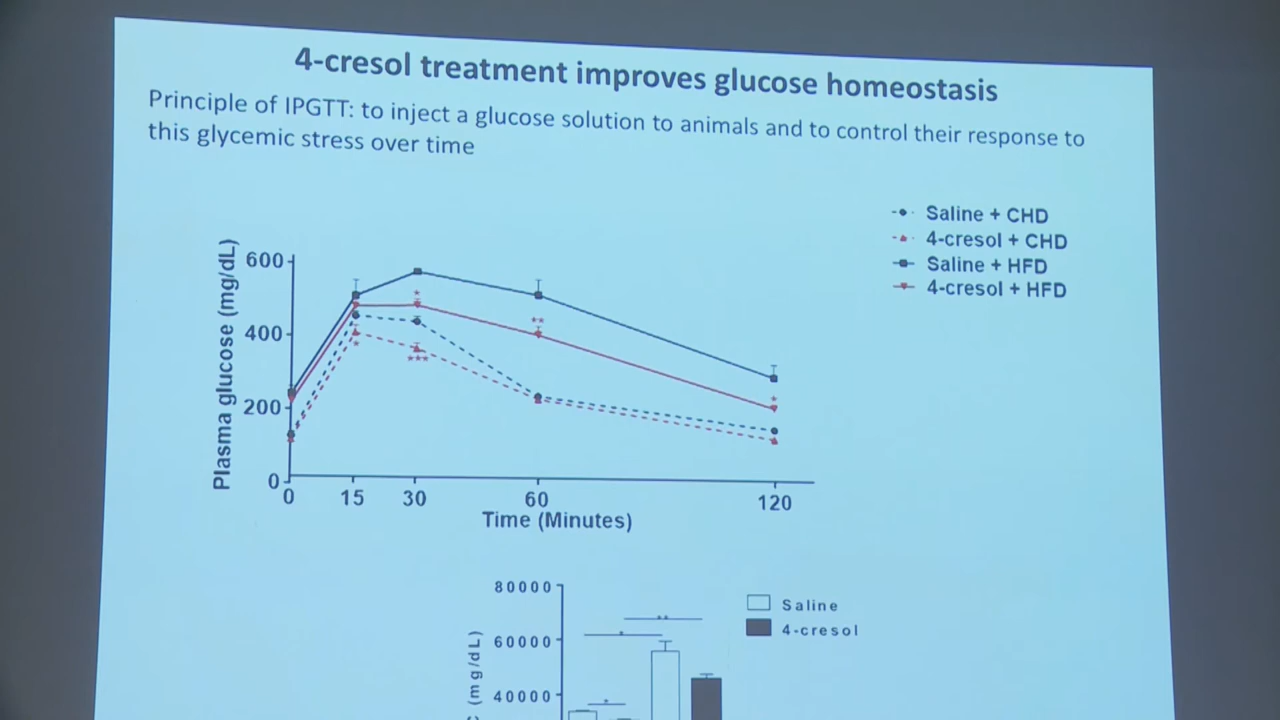 4-cresol treatment improves glucose homeostasis
Principle of IPGTT: to inject a glucose solution to animals and to control their response to
this glycemic stress over time
Saline + CHD
4-cresol + CHD
Saline + HFD
4-cresol + HFD
Plasma glucose (mg/dL)
600
400
200
0
*
**
*
***
*
0 15 30 60 120
Time (Minutes)
80000
60000
40000
(mg/dL)
**
*
*
Saline
4-cresol